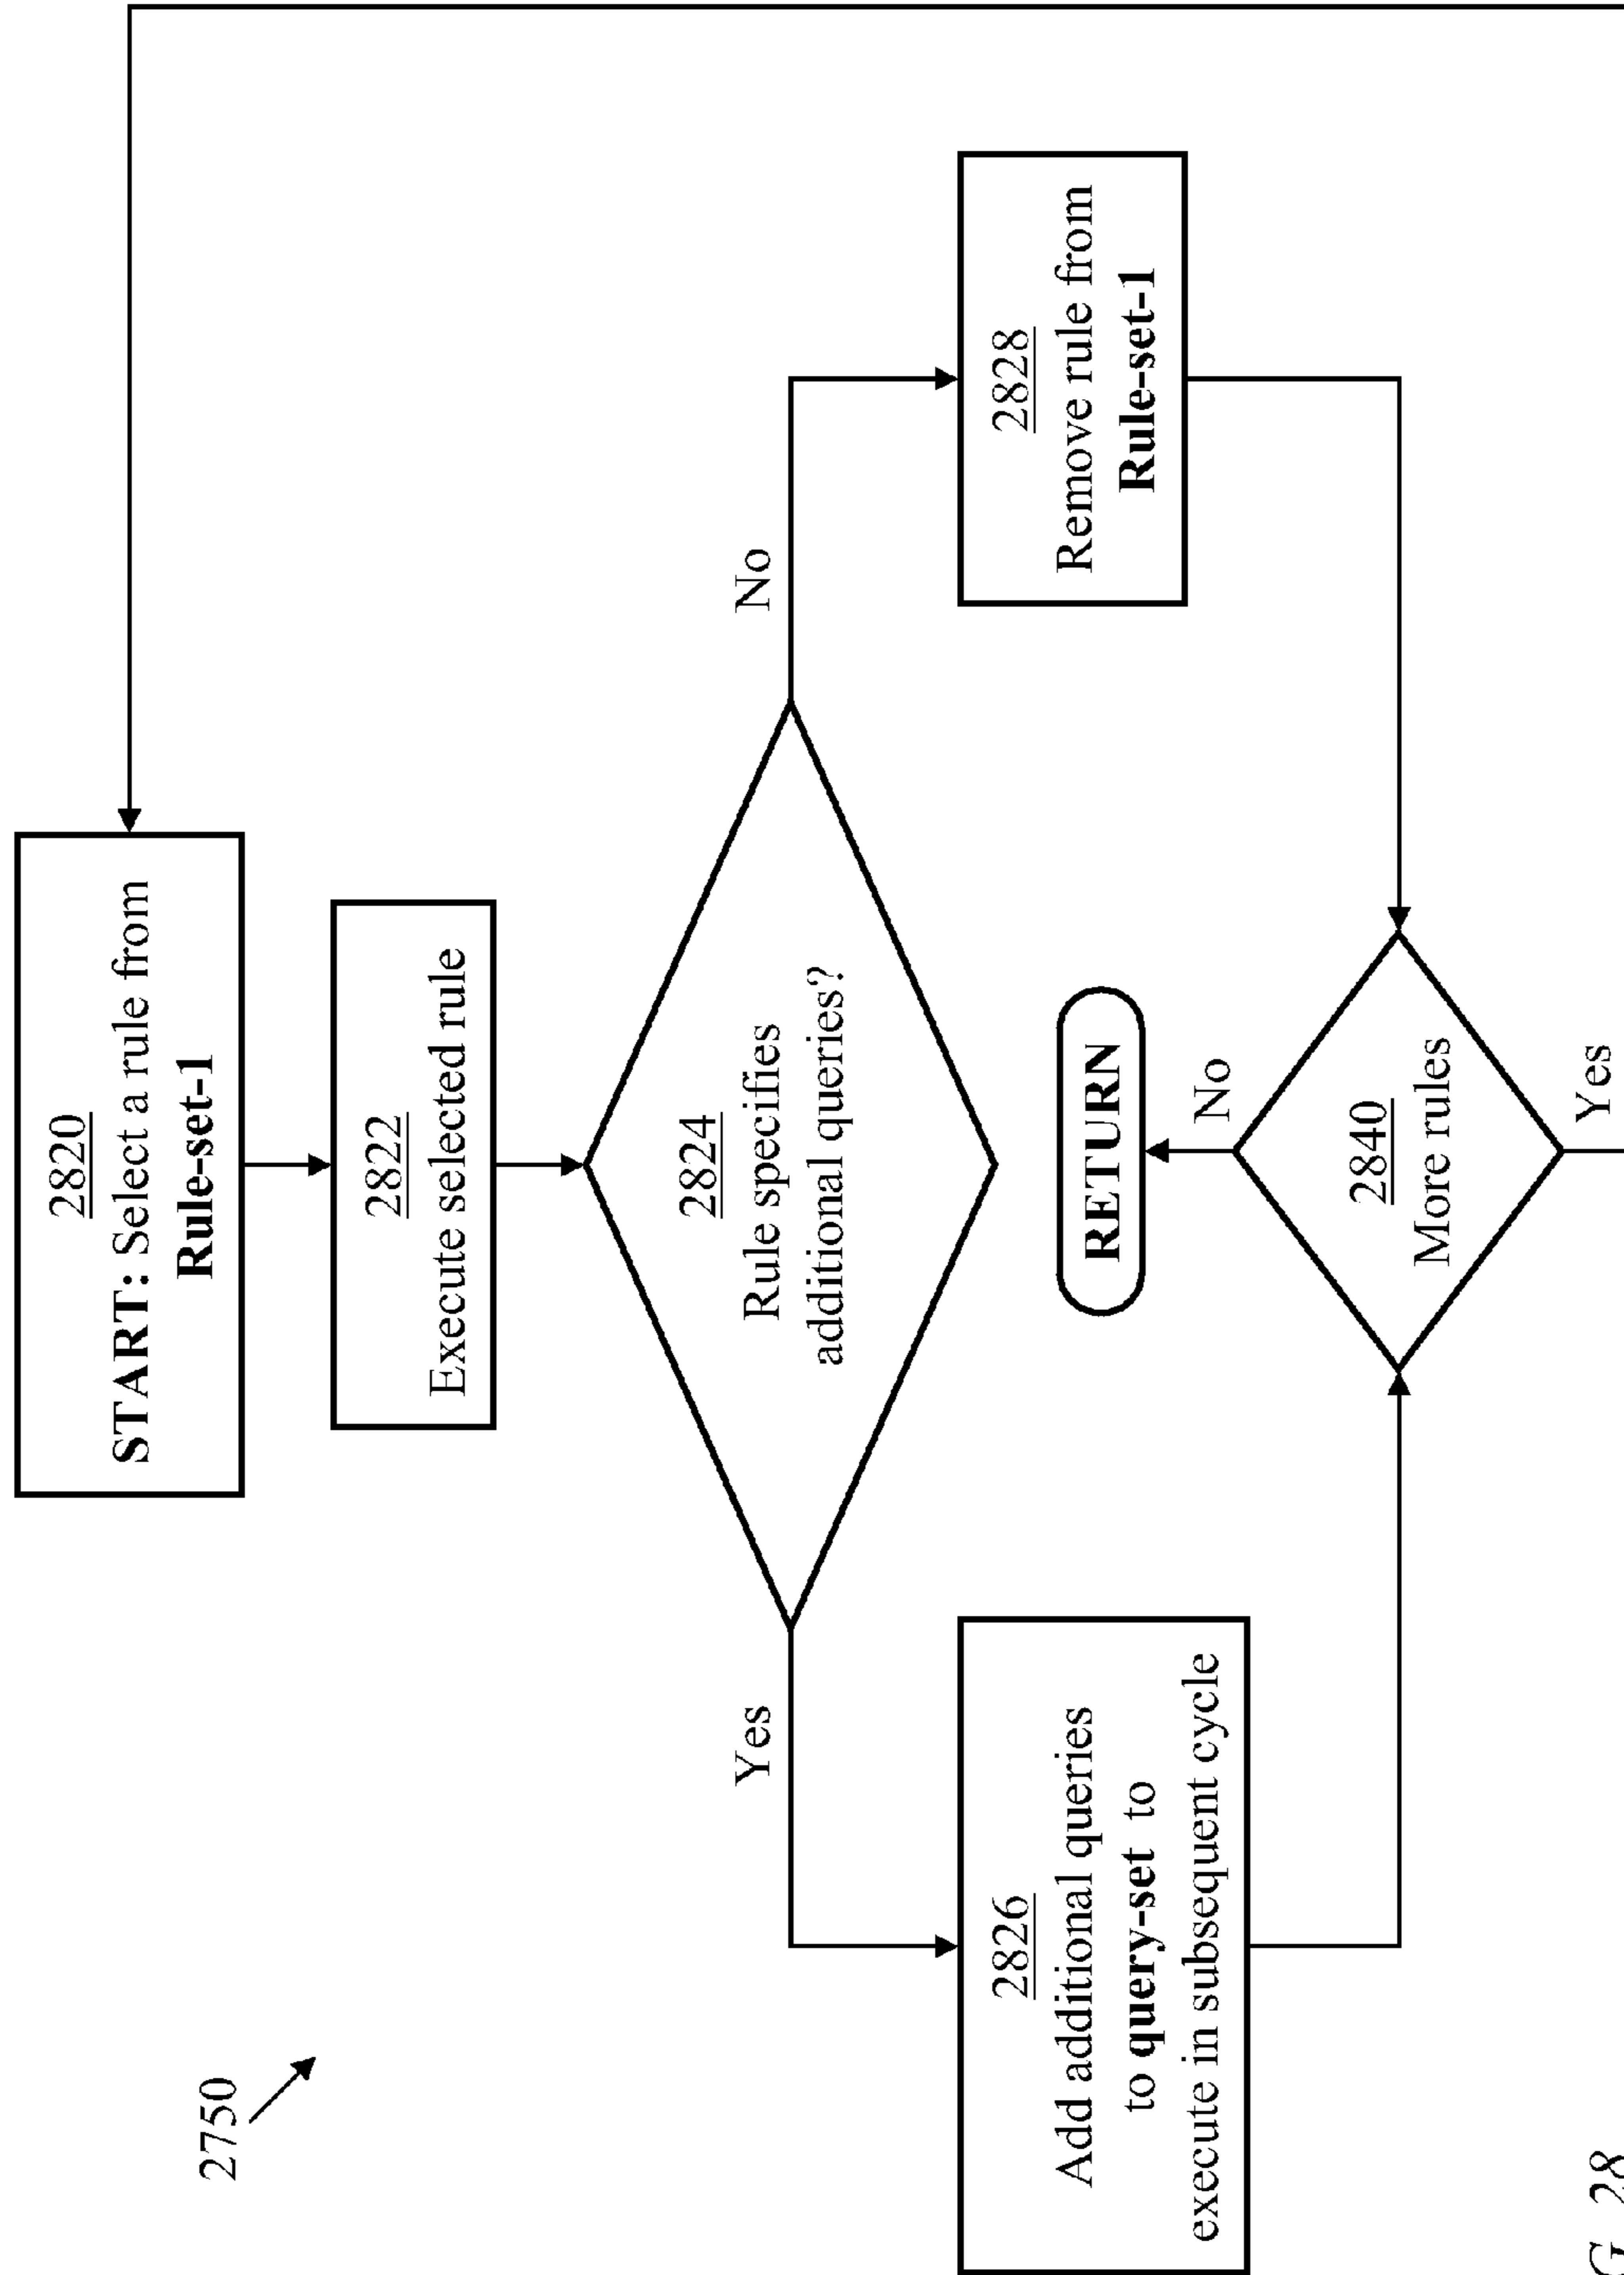 2750
2820
START: Select a rule from
Rule-set-1
2822
Execute selected rule
2824
Rule specifies
additional queries?
Yes
No
2826
Add additional queries
to query-set to
execute in subsequent cycle
2828
Remove rule from
Rule-set-1
RETURN
No
2840
More rules
Yes
G. 28